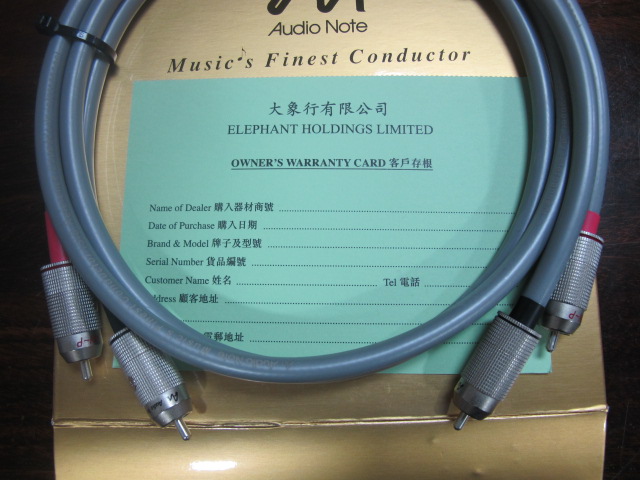 Audio Note
Music's Finest Conductor
大象行有限公司
ELEPHANT HOLDINGS LIMITED
OWNER'S WARRANTY CARD 客戶存根
Name of Dealer 購入器材商號
Date of Purchase 購入日期
Brand & Model 牌子及型號
Serial Number 貨品編號
Customer Name 姓名 Tel 電話
顧客地址
電郵地址